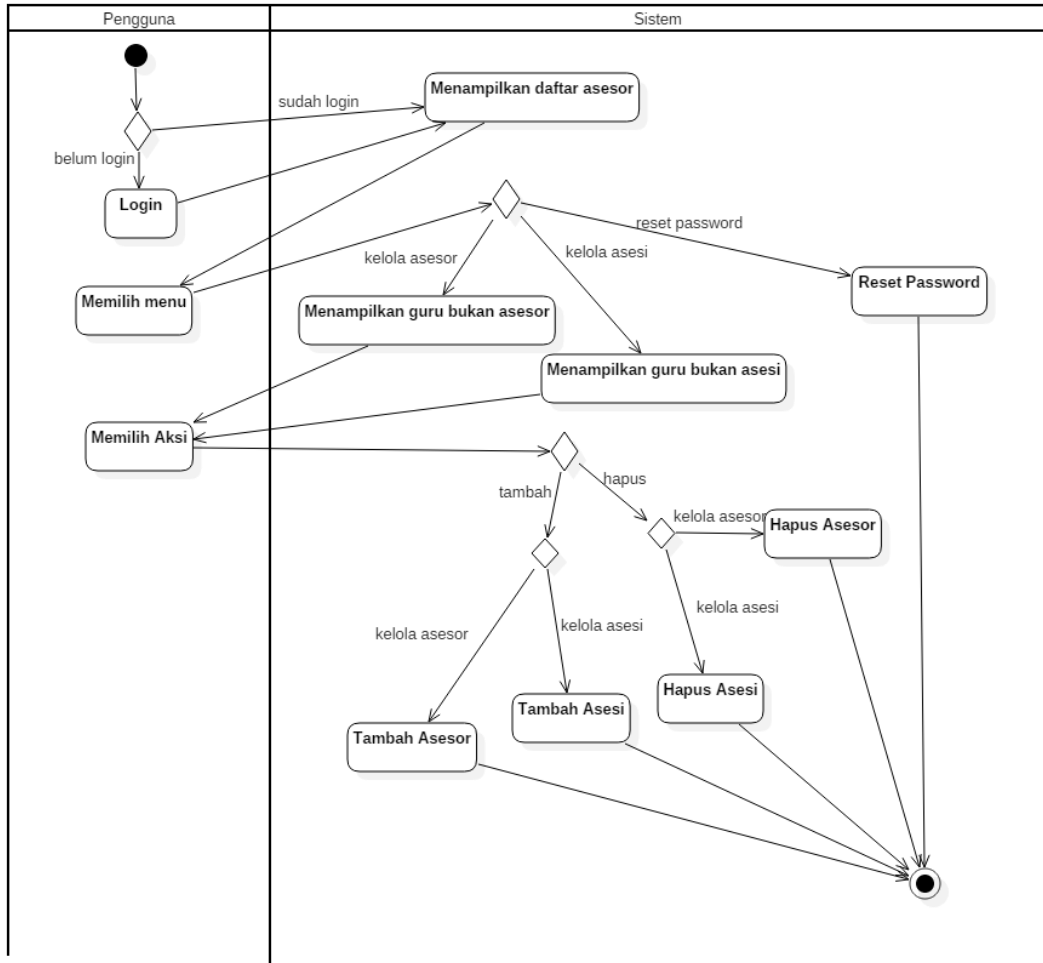 Pengguna
Sistem
Menampilkan daftar asesor
sudah login
belum login
Login
reset password
kelola asesor
kelola asesi
Reset Password
Memilih menu
Menampilkan guru bukan asesor
Menampilkan guru bukan asesi
Memilih Aksi
hapus
tambah
kelola asesor
Hapus Asesor
kelola asesi
kelola asesi
kelola asesor
Hapus Asesi
Tambah Asesi
Tambah Asesor